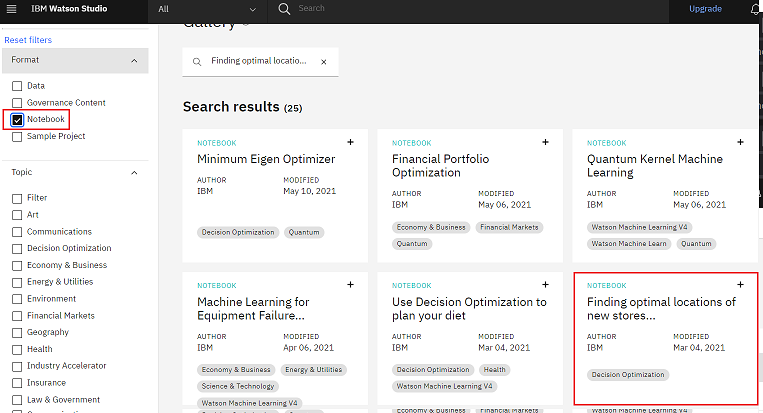 IBM Watson Studio
All
Search
Upgrade
Gallery
Reset filters
Format
Data
Governance Content
Notebook
Sample Project
Topic
Filter
Art
Communications
Decision Optimization
Economy & Business
Energy & Utilities
Environment
Financial Markets
Geography
Health
Industry Accelerator
Insurance
Law & Government
Finding optimal locatio...
Search results (25)
NOTEBOOK
Minimum Eigen Optimizer
AUTHOR MODIFIED
IBM May 10, 2021
Decision Optimization Quantum
NOTEBOOK
Financial Portfolio
Optimization
AUTHOR MODIFIED
IBM May 06, 2021
Economy & Business Financial Markets
Quantum
NOTEBOOK
Quantum Kernel Machine
Learning
AUTHOR MODIFIED
IBM May 06, 2021
Watson Machine Learning V4
Watson Machine Learn Quantum
NOTEBOOK
Machine Learning for
Equipment Failure...
AUTHOR MODIFIED
IBM Apr 06, 2021
Economy & Business Energy & Utilities
Science & Technology
Watson Machine Learning V4
NOTEBOOK
Use Decision Optimization to
plan your diet
AUTHOR MODIFIED
IBM Mar 04, 2021
Decision Optimization Health
Watson Machine Learning V4
NOTEBOOK
Finding optimal locations of
new stores...
AUTHOR MODIFIED
IBM Mar 04, 2021
Decision Optimization